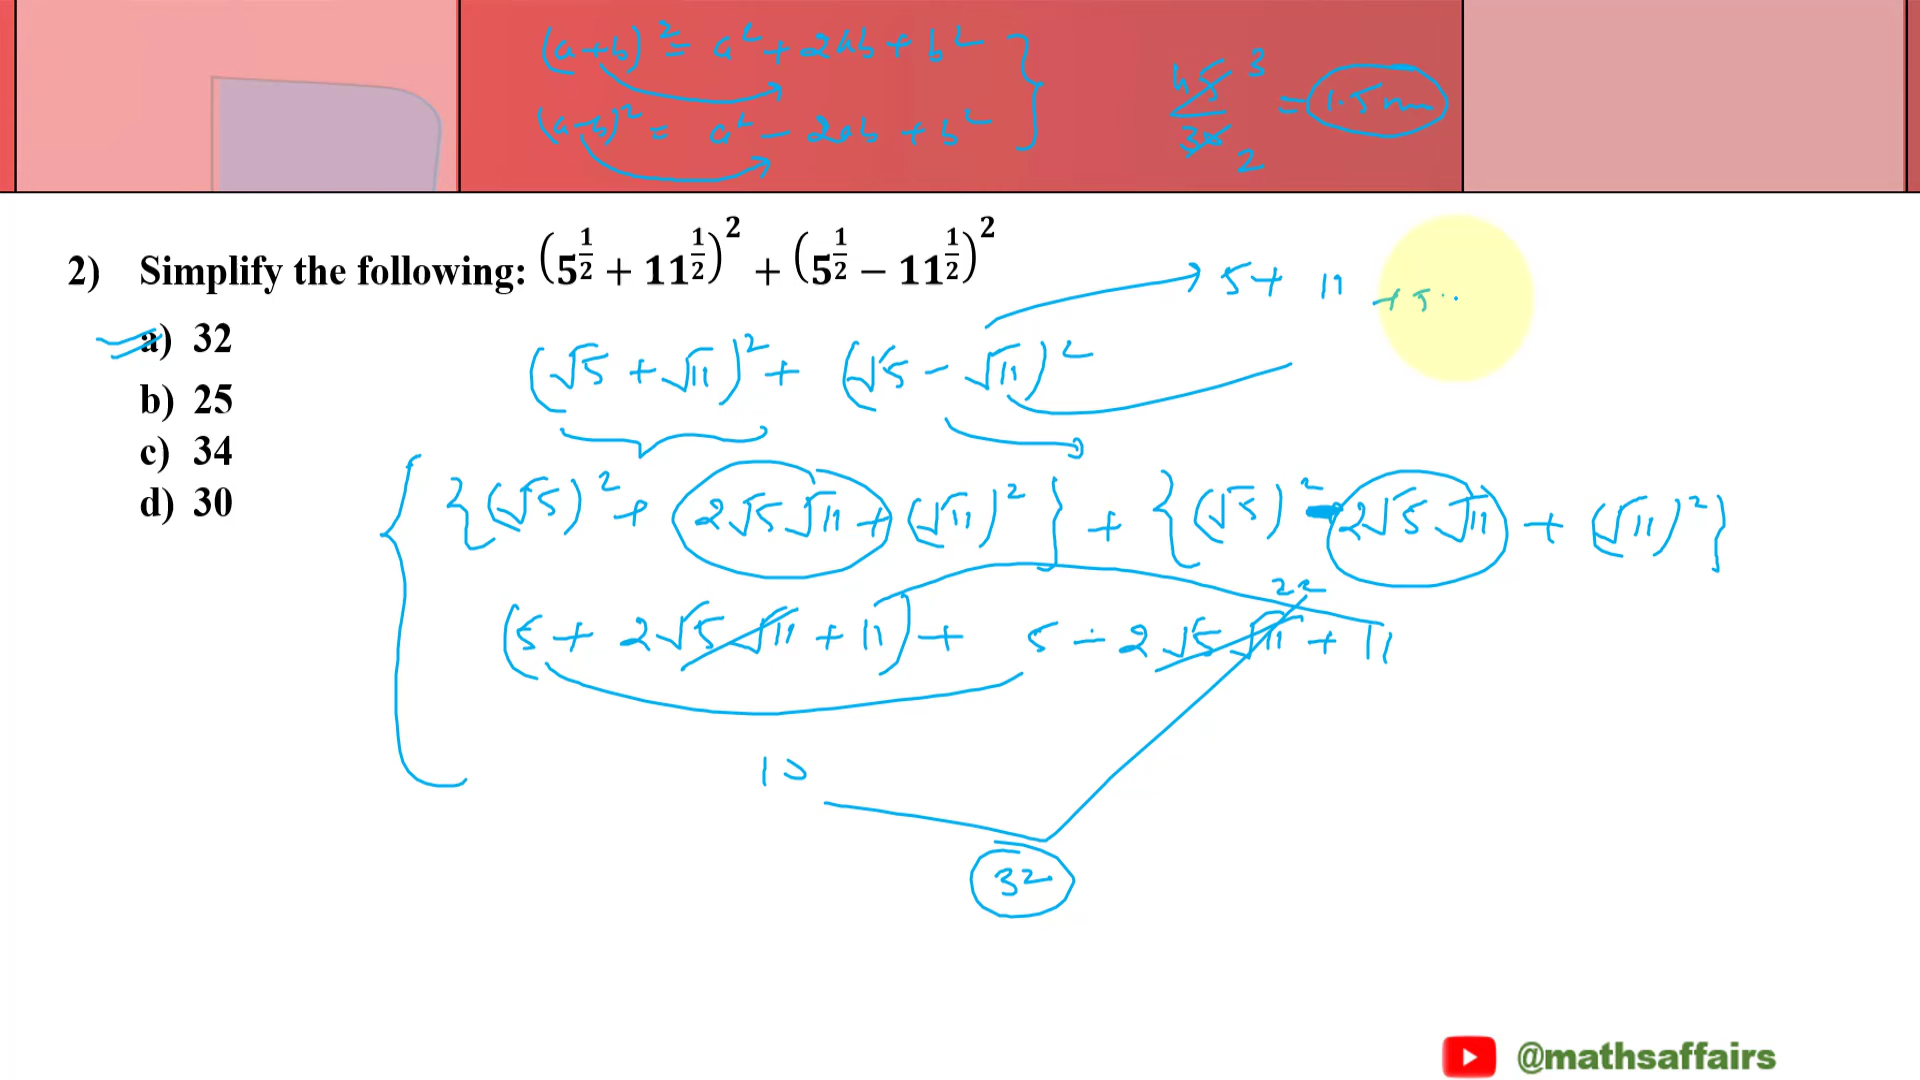 (a+b)² = a² + 2ab + b²
(a-b)² = a² - 2ab + b²
45 3
= 1.5 m
30 2
2) Simplify the following: (5^{1/2} + 11^{1/2})² + (5^{1/2} − 11^{1/2})²
5 + 11 + 5
a) 32
b) 25
c) 34
d) 30
(√5 + √11)² + (√5 - √11)²
{(√5)² + 2√5 √11 + (√11)²} + {(√5)² - 2√5 √11 + (√11)²}
22
(5 + 2√5 √11 + 11) + 5 - 2√5 √11 + 11
10
32
@mathsaffairs